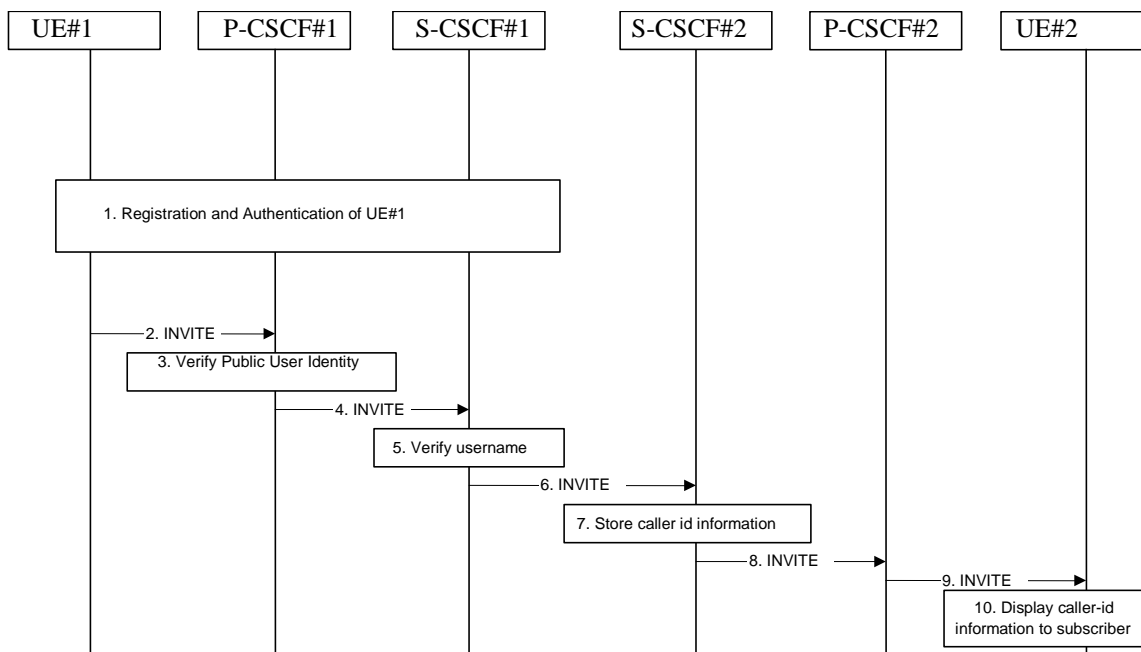 UE#1
P-CSCF#1
S-CSCF#1
S-CSCF#2
P-CSCF#2
UE#2
1. Registration and Authentication of UE#1
2. INVITE
3. Verify Public User Identity
4. INVITE
5. Verify username
6. INVITE
7. Store caller id information
8. INVITE
9. INVITE
10. Display caller-id
information to subscriber